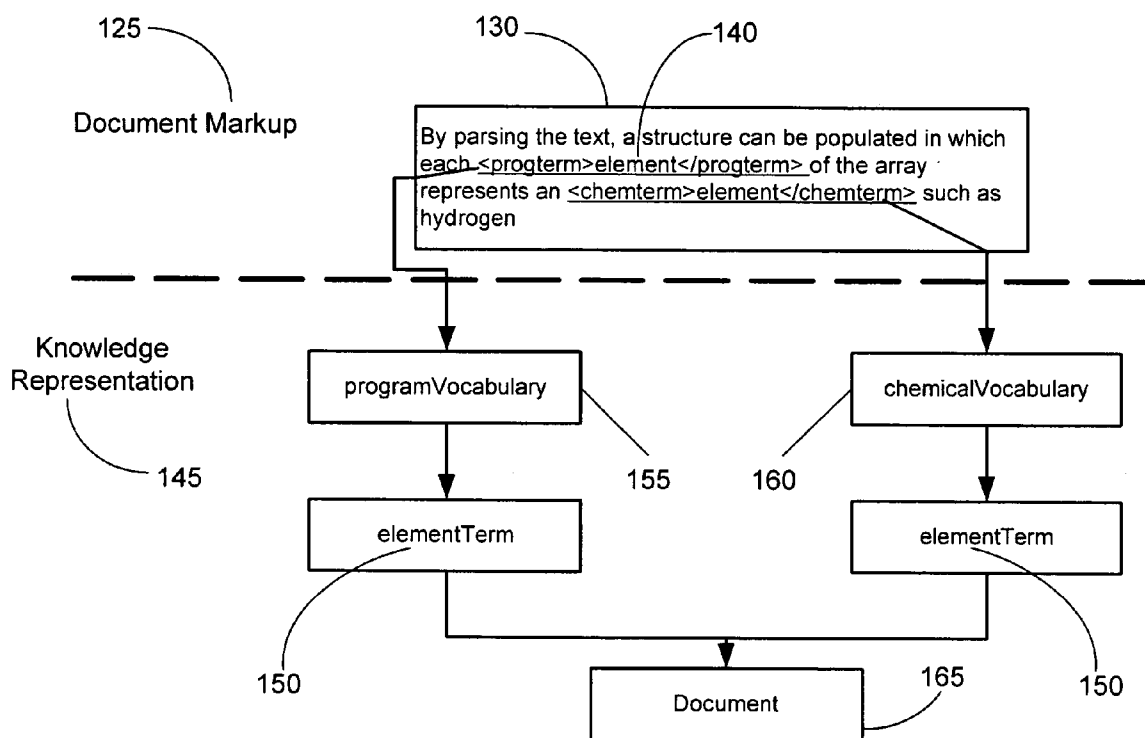 125
130
140
Document Markup
By parsing the text, a structure can be populated in which
each <progterm>element</progterm> of the array
represents an <chemterm>element</chemterm> such as
hydrogen
Knowledge
Representation
145
programVocabulary
chemicalVocabulary
155
160
elementTerm
elementTerm
150
150
165
Document